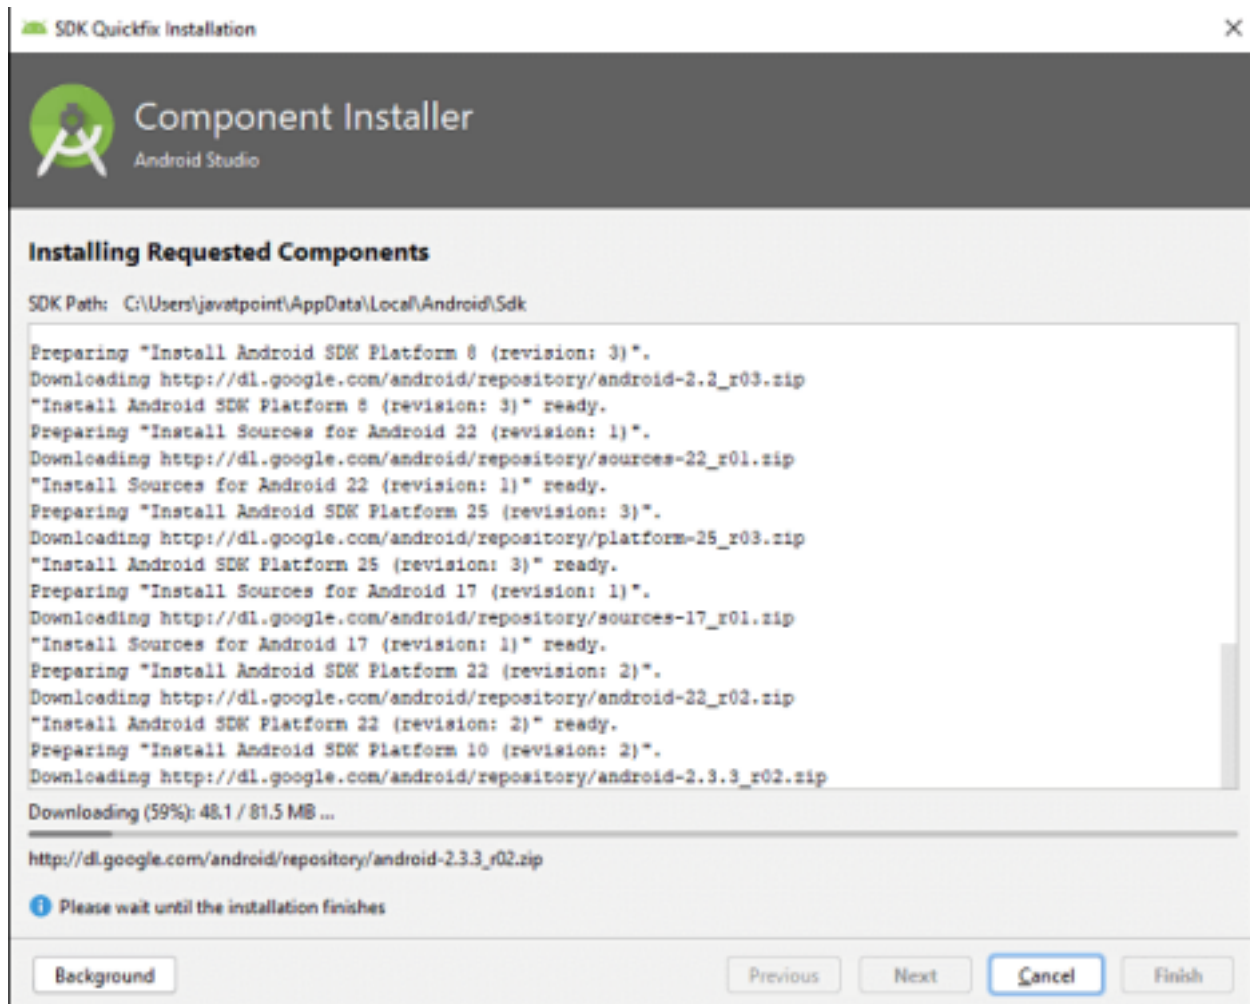 SDK Quickfix Installation
Component Installer
Android Studio
Installing Requested Components
SDK Path: C:\Users\javatpoint\AppData\Local\Android\Sdk
Preparing "Install Android SDK Platform 8 (revision: 3)".
Downloading http://dl.google.com/android/repository/android-2.2_r03.zip
"Install Android SDK Platform 8 (revision: 3)" ready.
Preparing "Install Sources for Android 22 (revision: 1)".
Downloading http://dl.google.com/android/repository/sources-22_r01.zip
"Install Sources for Android 22 (revision: 1)" ready.
Preparing "Install Android SDK Platform 25 (revision: 3)".
Downloading http://dl.google.com/android/repository/platform-25_r03.zip
"Install Android SDK Platform 25 (revision: 3)" ready.
Preparing "Install Sources for Android 17 (revision: 1)".
Downloading http://dl.google.com/android/repository/sources-17_r01.zip
"Install Sources for Android 17 (revision: 1)" ready.
Preparing "Install Android SDK Platform 22 (revision: 2)".
Downloading http://dl.google.com/android/repository/android-22_r02.zip
"Install Android SDK Platform 22 (revision: 2)" ready.
Preparing "Install Android SDK Platform 10 (revision: 2)".
Downloading http://dl.google.com/android/repository/android-2.3.3_r02.zip
Downloading (59%): 48.1 / 81.5 MB ...
http://dl.google.com/android/repository/android-2.3.3_r02.zip
Please wait until the installation finishes
Background Previous Next Cancel Finish